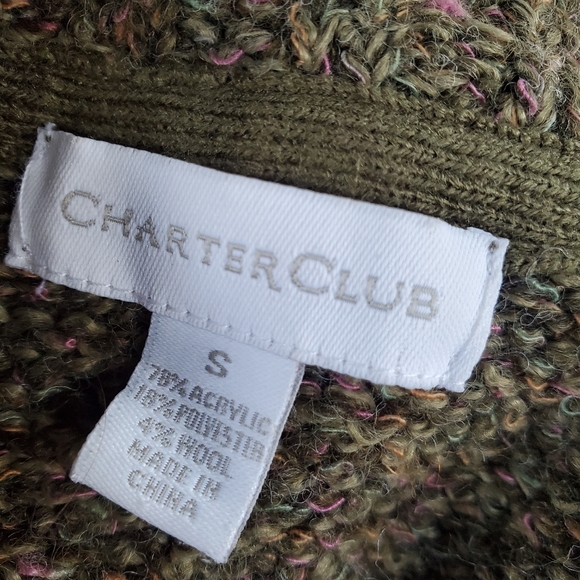 CHARTER CLUB
S
78% ACRYLIC
18% POLYESTER
4% WOOL
MADE IN
CHINA